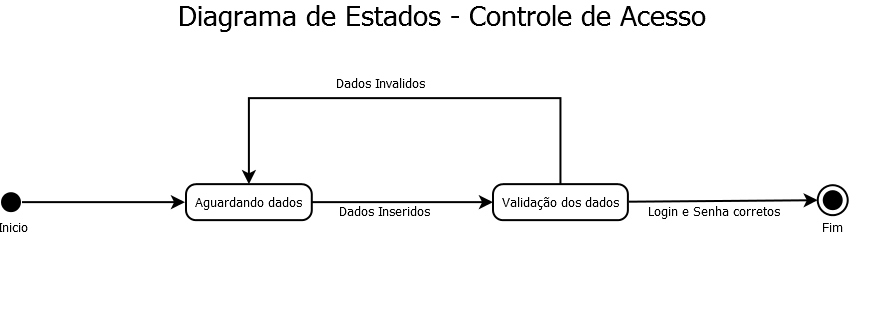 Diagrama de Estados - Controle de Acesso
Dados Invalidos
Aguardando dados
Dados Inseridos
Validação dos dados
Login e Senha corretos
Inicio
Fim